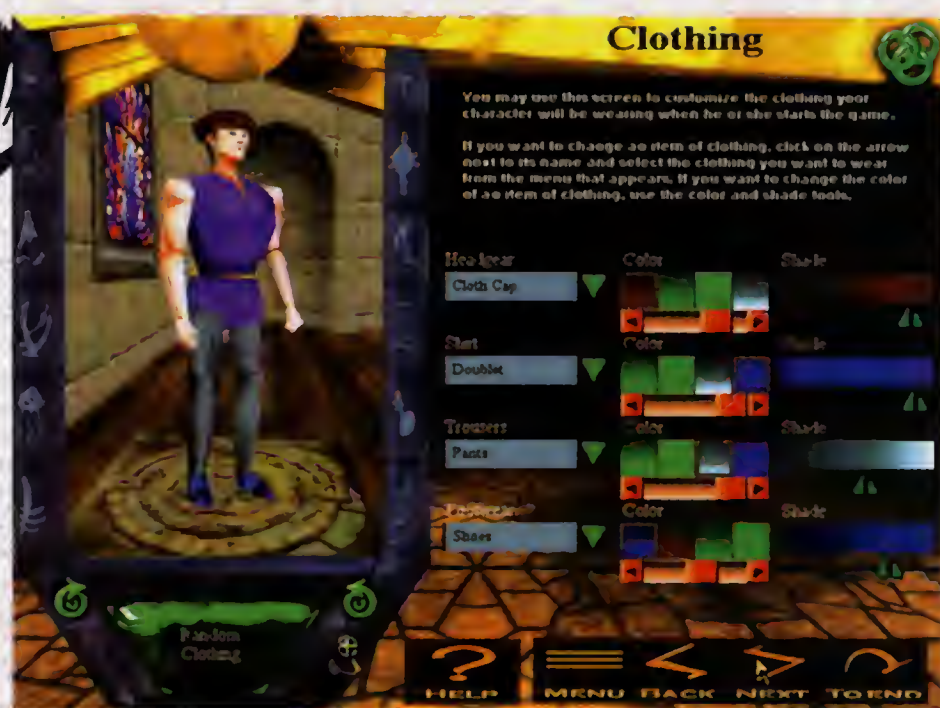 Clothing
You may use this screen to customize the clothing your
character will be wearing when he or she starts the game.
If you want to change an item of clothing, click on the arrow
next to its name and select the clothing you want to wear
from the menu that appears. If you want to change the color
of an item of clothing, use the color and shade tools.
Headgear Color Shade
Cloth Cap
Shirt Color Shade
Doublet
Trousers Color Shade
Pants
Color Shade
Shoes
Random
Clothing
HELP MENU BACK NEXT TO END